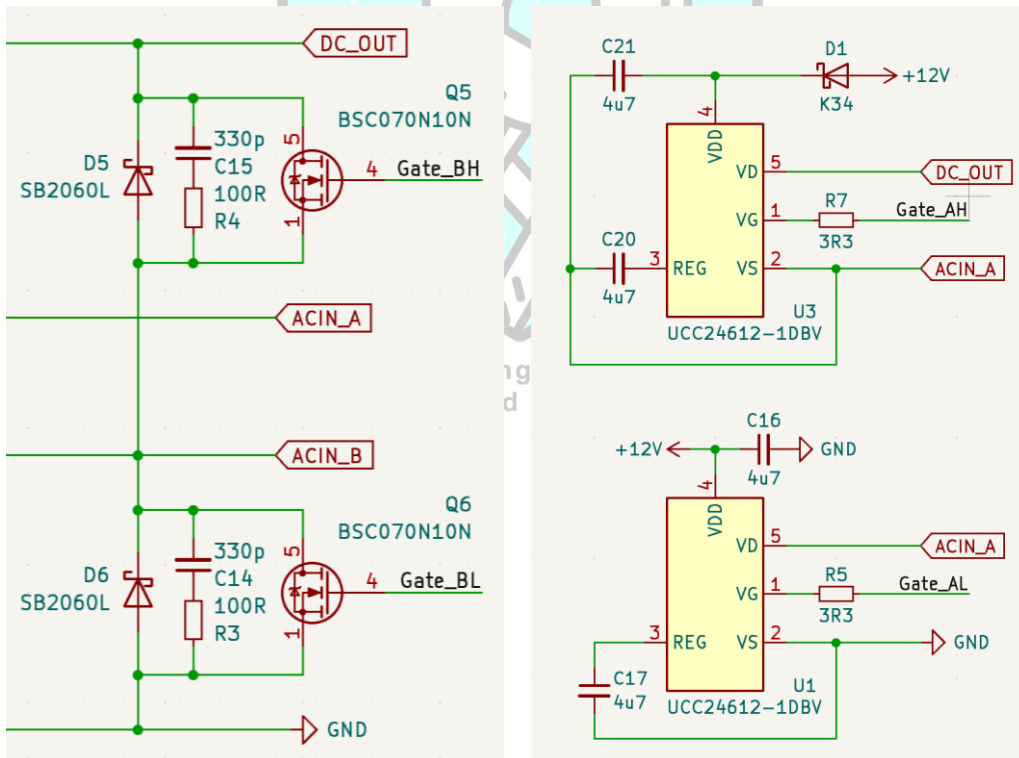 DC_OUT
Q5
BSC070N10N
D5
SB2060L
330p
C15
100R
R4
5
4
Gate_BH
1
ACIN_A
ACIN_B
Q6
BSC070N10N
D6
SB2060L
330p
C14
100R
R3
5
4
Gate_BL
1
GND
C21
4u7
D1
K34
+12V
4
VDD
VD
5
DC_OUT
VG
1
R7
3R3
Gate_AH
C20
4u7
3
REG
VS
2
ACIN_A
U3
UCC24612-1DBV
ng
d
+12V
C16
4u7
GND
4
VDD
VD
5
ACIN_A
VG
1
R5
3R3
Gate_AL
3
REG
VS
2
GND
C17
4u7
U1
UCC24612-1DBV